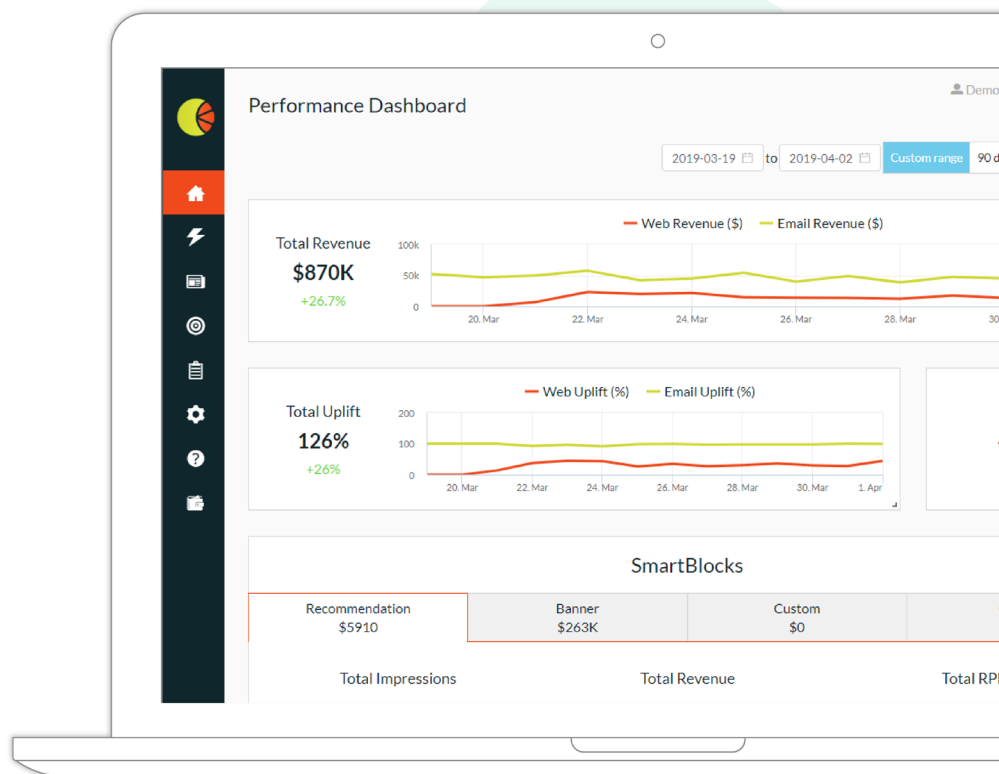 Performance Dashboard
Demo
2019-03-19 to 2019-04-02 Custom range 90 d
Web Revenue ($) Email Revenue ($)
Total Revenue
$870K
+26.7%
100k
50k
0
20. Mar 22. Mar 24. Mar 26. Mar 28. Mar 30
Web Uplift (%) Email Uplift (%)
Total Uplift
126%
+26%
200
100
0
20. Mar 22. Mar 24. Mar 26. Mar 28. Mar 30. Mar 1. Apr
SmartBlocks
Recommendation Banner Custom
$5910 $263K $0
Total Impressions Total Revenue Total RP